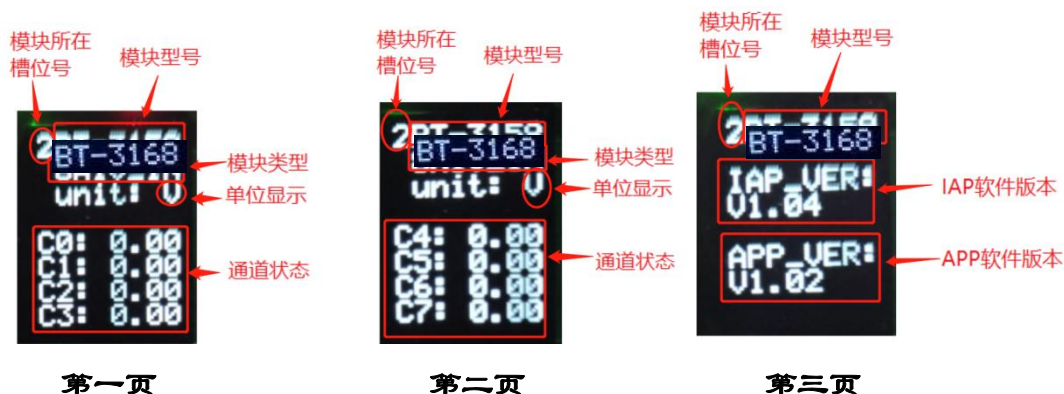 模块所在
槽位号
模块型号
2
BT-3168
模块类型
unit: V
单位显示
C0: 0.00
C1: 0.00
C2: 0.00
C3: 0.00
通道状态
第一页
模块所在
槽位号
模块型号
2
BT-3158
BT-3168
模块类型
unit: V
单位显示
C4: 0.00
C5: 0.00
C6: 0.00
C7: 0.00
通道状态
第二页
模块所在
槽位号
模块型号
2
BT-3168
IAP_VER:
V1.04
IAP软件版本
APP_VER:
V1.02
APP软件版本
第三页